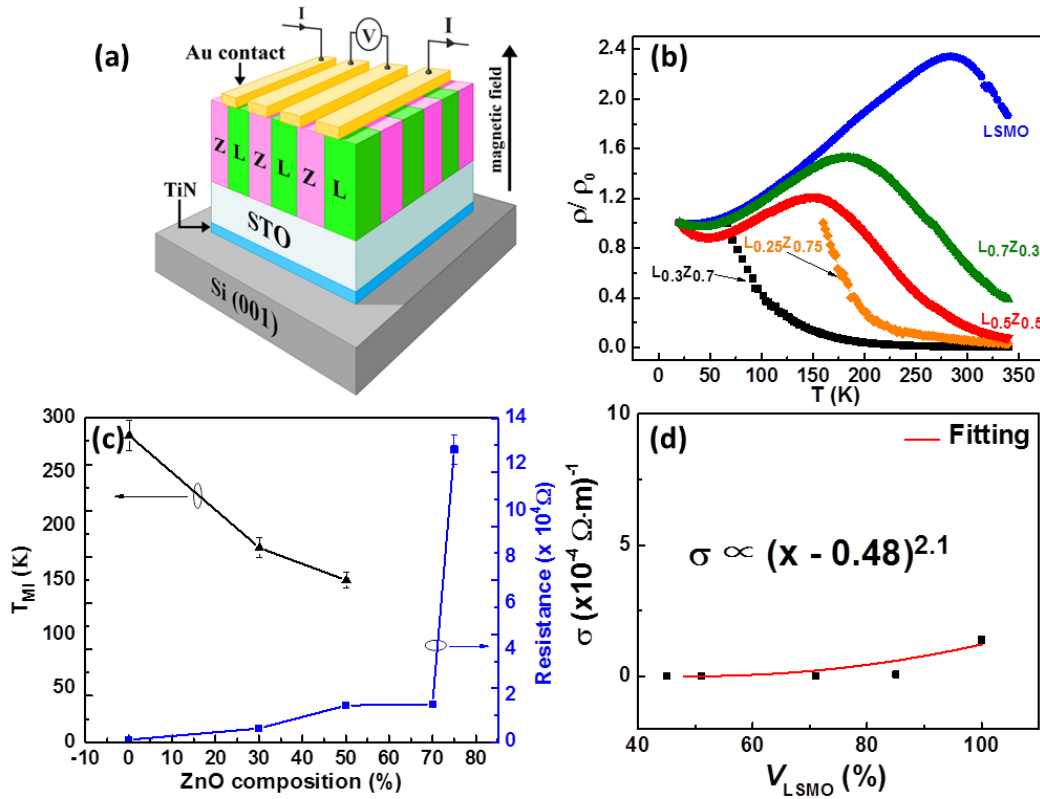 (a)
I
V
I
Au contact
magnetic field
Z L Z L Z L
TiN
STO
Si (001)
(b)
2.4
2.0
1.6
1.2
0.8
0.4
0.0
ρ/ρ₀
LSMO
L0.7Z0.3
L0.25Z0.75
L0.3Z0.7
L0.5Z0.5
0 50 100 150 200 250 300 350
T (K)
(c)
300
250
200
150
100
50
0
T_MI (K)
14
12
10
8
6
4
2
0
Resistance (x 10⁴Ω)
-10 0 10 20 30 40 50 60 70 80
ZnO composition (%)
(d)
Fitting
10
5
0
σ (x10⁻⁴ Ω·m)⁻¹
σ ∝ (x - 0.48)^2.1
40 60 80 100
V_LSMO (%)